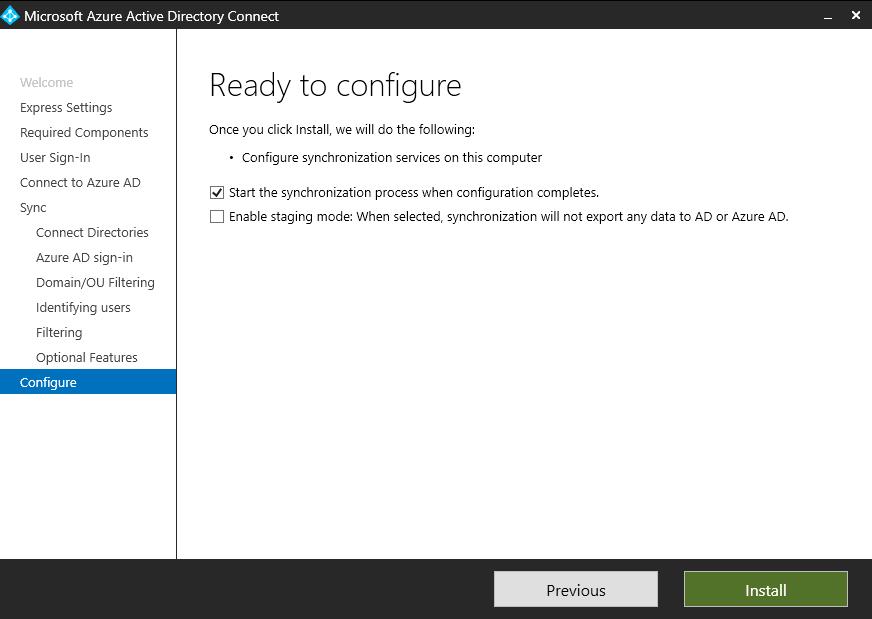 Microsoft Azure Active Directory Connect
Welcome
Express Settings
Required Components
User Sign-In
Connect to Azure AD
Sync
Connect Directories
Azure AD sign-in
Domain/OU Filtering
Identifying users
Filtering
Optional Features
Configure
Ready to configure
Once you click Install, we will do the following:
• Configure synchronization services on this computer
Start the synchronization process when configuration completes.
Enable staging mode: When selected, synchronization will not export any data to AD or Azure AD.
Previous
Install